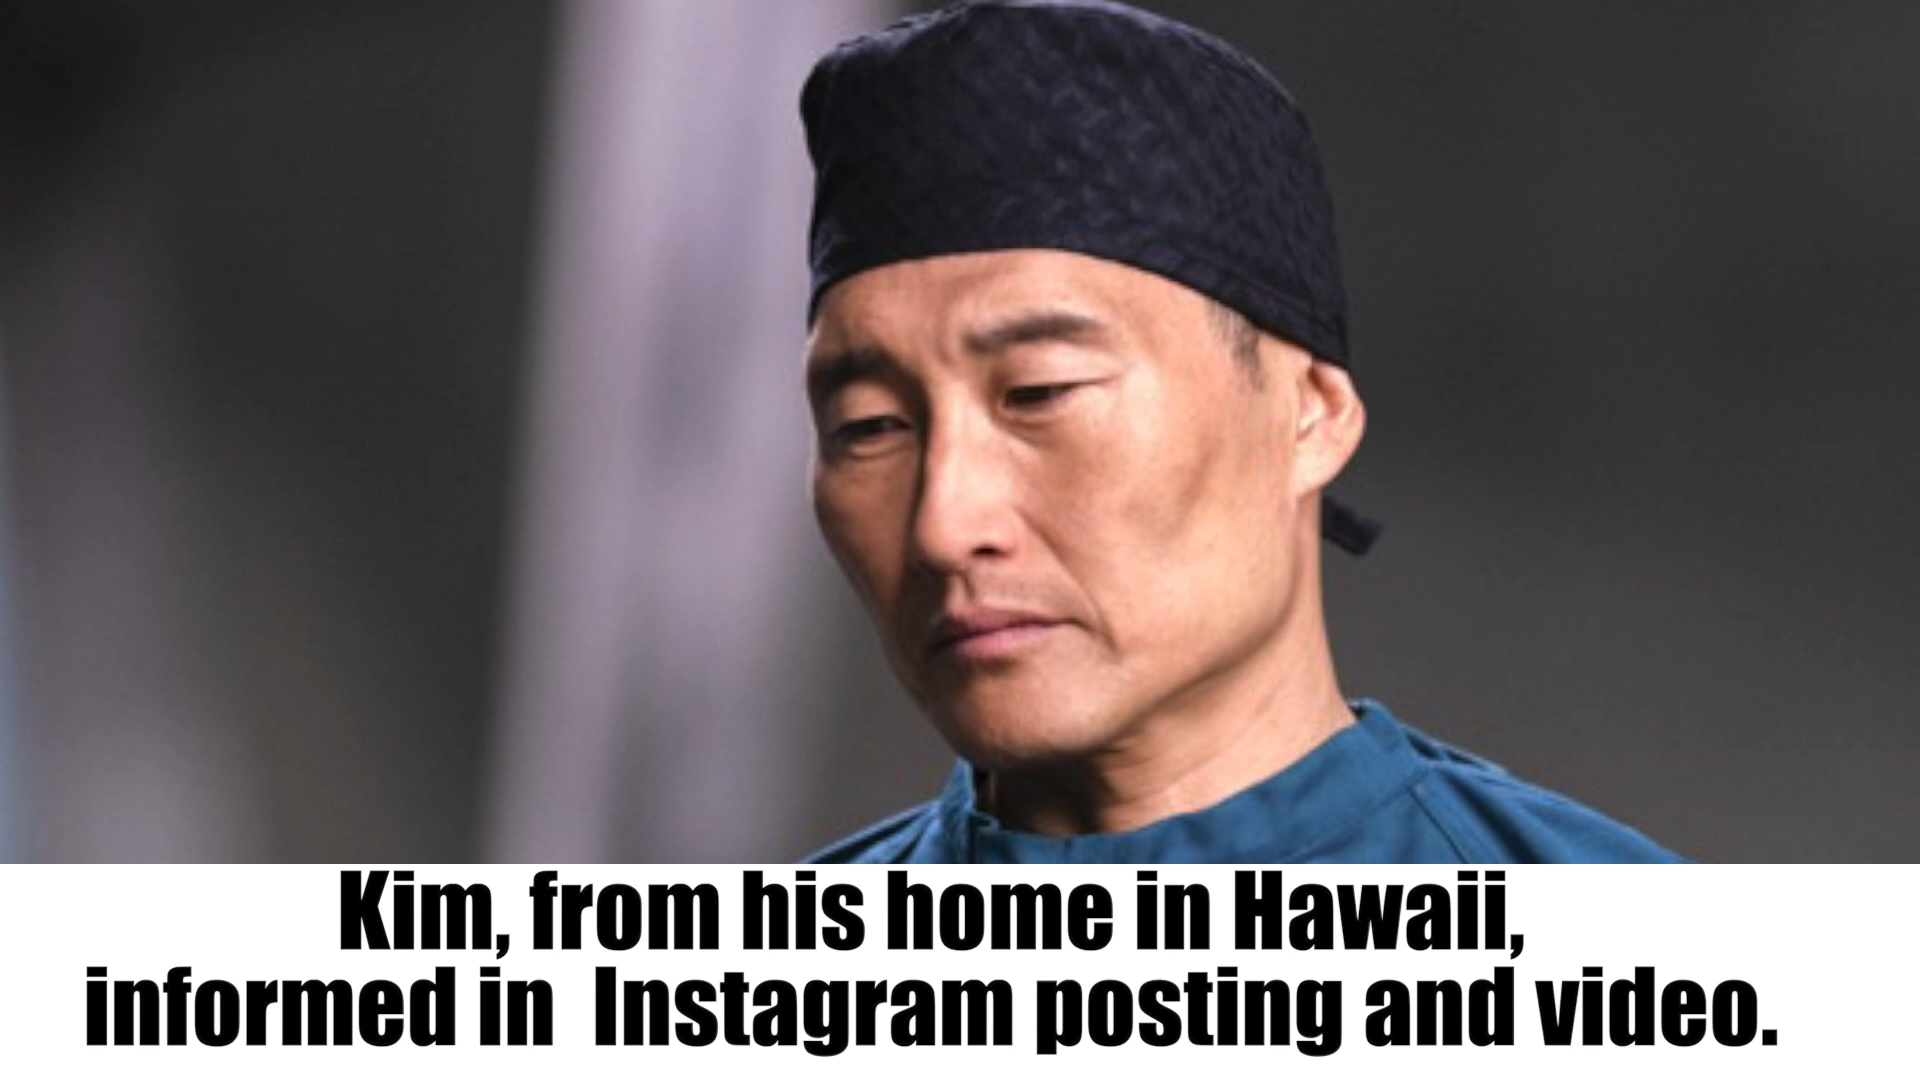 Kim, from his home in Hawaii,
informed in  Instagram posting and video.